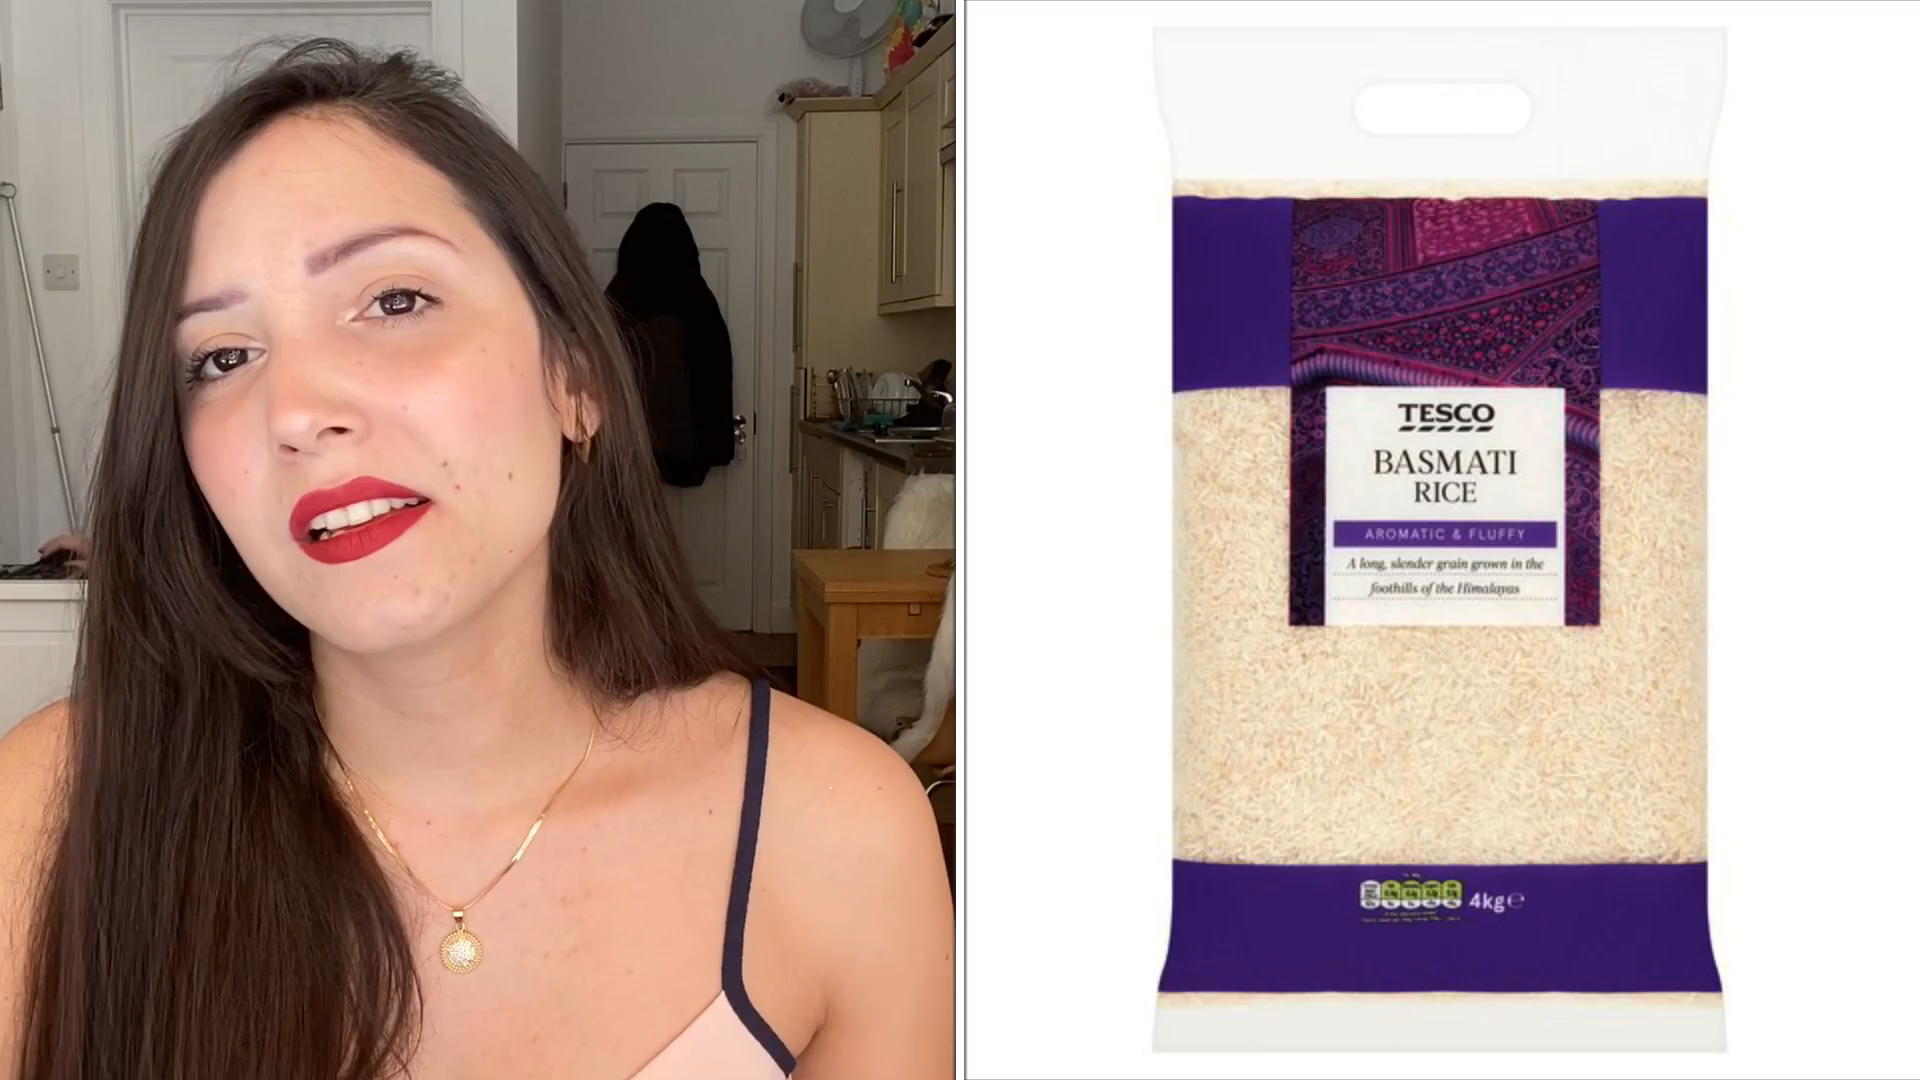 TESCO
BASMATI
RICE
AROMATIC & FLUFFY
A long, slender grain grown in the
foothills of the Himalayas
4kg℮